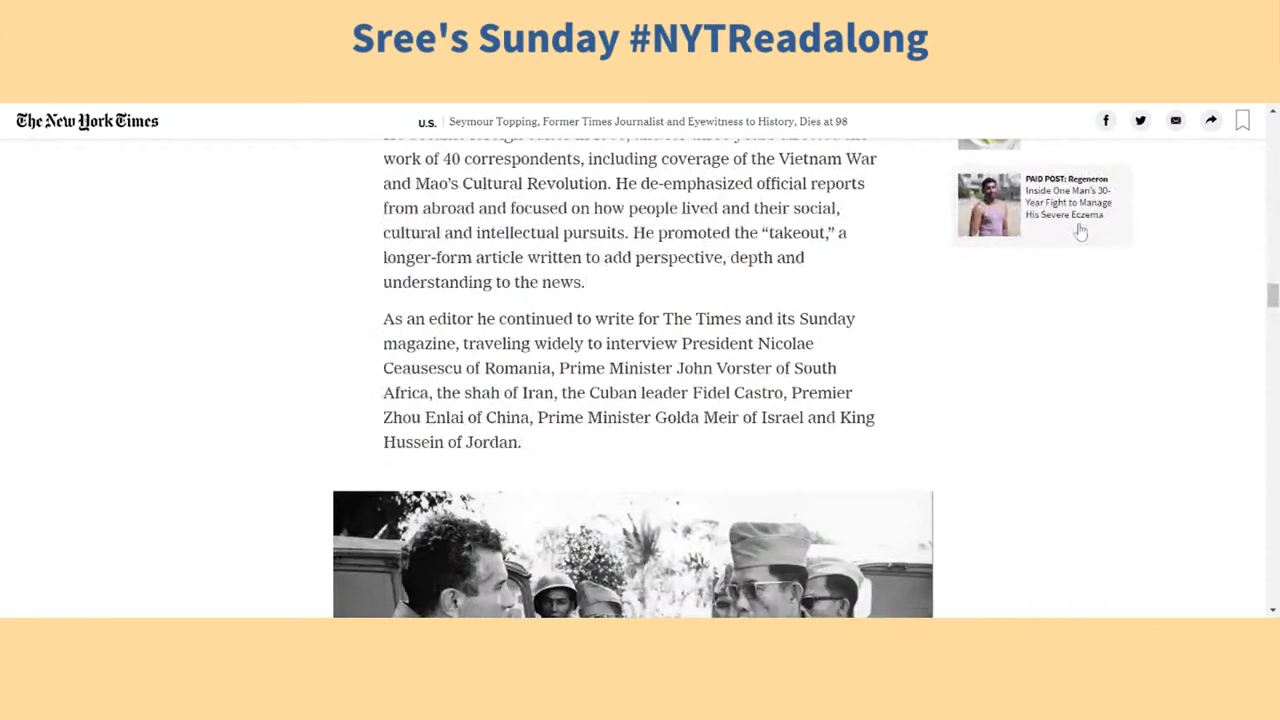 Sree's Sunday #NYTReadalong
The New York Times
U.S. | Seymour Topping, Former Times Journalist and Eyewitness to History, Dies at 98
work of 40 correspondents, including coverage of the Vietnam War
and Mao’s Cultural Revolution. He de-emphasized official reports
from abroad and focused on how people lived and their social,
cultural and intellectual pursuits. He promoted the “takeout,” a
longer-form article written to add perspective, depth and
understanding to the news.
As an editor he continued to write for The Times and its Sunday
magazine, traveling widely to interview President Nicolae
Ceausescu of Romania, Prime Minister John Vorster of South
Africa, the shah of Iran, the Cuban leader Fidel Castro, Premier
Zhou Enlai of China, Prime Minister Golda Meir of Israel and King
Hussein of Jordan.
PAID POST: Regeneron
Inside One Man's 30-
Year Fight to Manage
His Severe Eczema